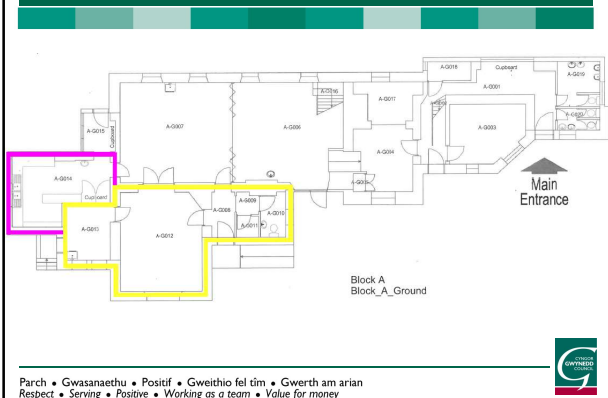 A-G018
Cupboard
A-G019
A-G001
A-G016
A-G017
A-G007
A-G006
A-G003
A-G015
Cupboard
A-G004
A-G014
A-G005
Main
Entrance
Cupboard
A-G008
A-G009
A-G010
A-G011
A-G013
A-G012
Block A
Block_A_Ground
CYNGOR
GWYNEDD
COUNCIL
Parch • Gwasanaethu • Positif • Gweithio fel tîm • Gwerth am arian
Respect • Serving • Positive • Working as a team • Value for money